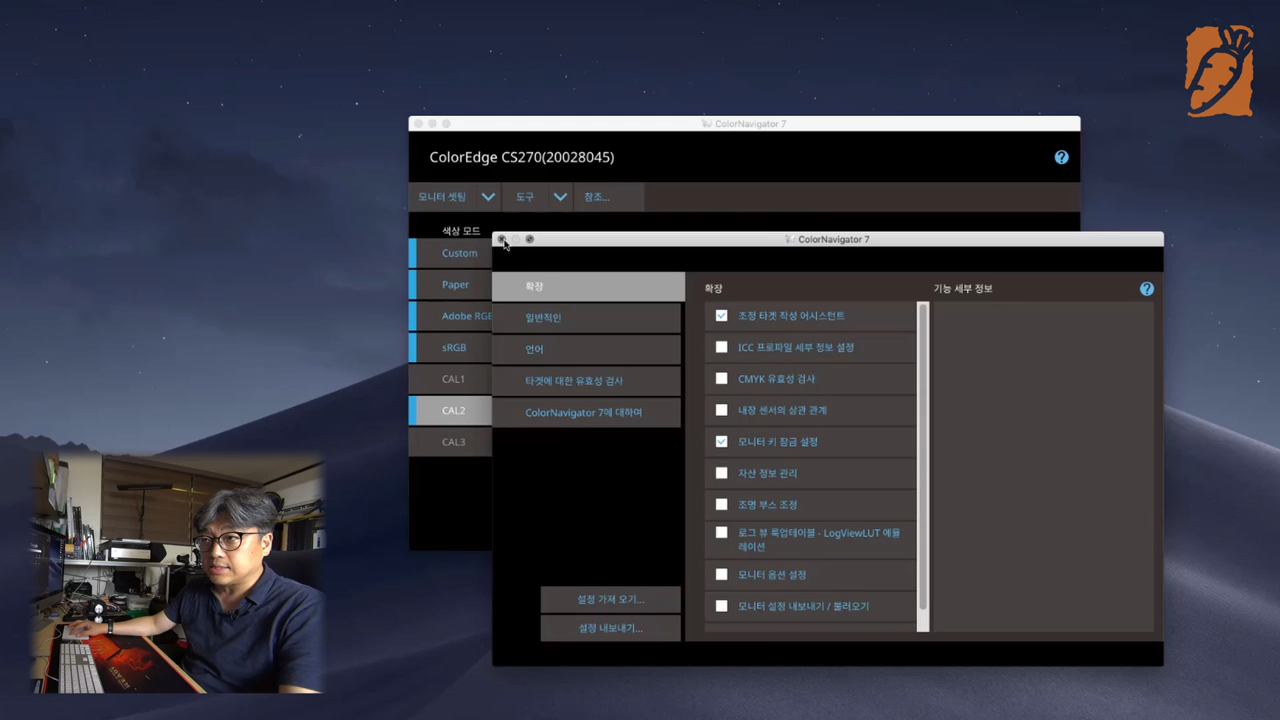 ColorNavigator 7
ColorEdge CS270(20028045)
모니터 셋팅
도구
참조...
색상 모드
Custom
Paper
Adobe RGB
sRGB
CAL1
CAL2
CAL3
ColorNavigator 7
확장
일반적인
언어
타겟에 대한 유효성 검사
ColorNavigator 7에 대하여
설정 가져 오기...
설정 내보내기...
확장
조정 타겟 작성 어시스턴트
ICC 프로파일 세부 정보 설정
CMYK 유효성 검사
내장 센서의 상관 관계
모니터 키 잠금 설정
자산 정보 관리
조명 부스 조정
로그 뷰 룩업테이블 - LogViewLUT 에뮬
레이션
모니터 옵션 설정
모니터 설정 내보내기 / 불러오기
기능 세부 정보